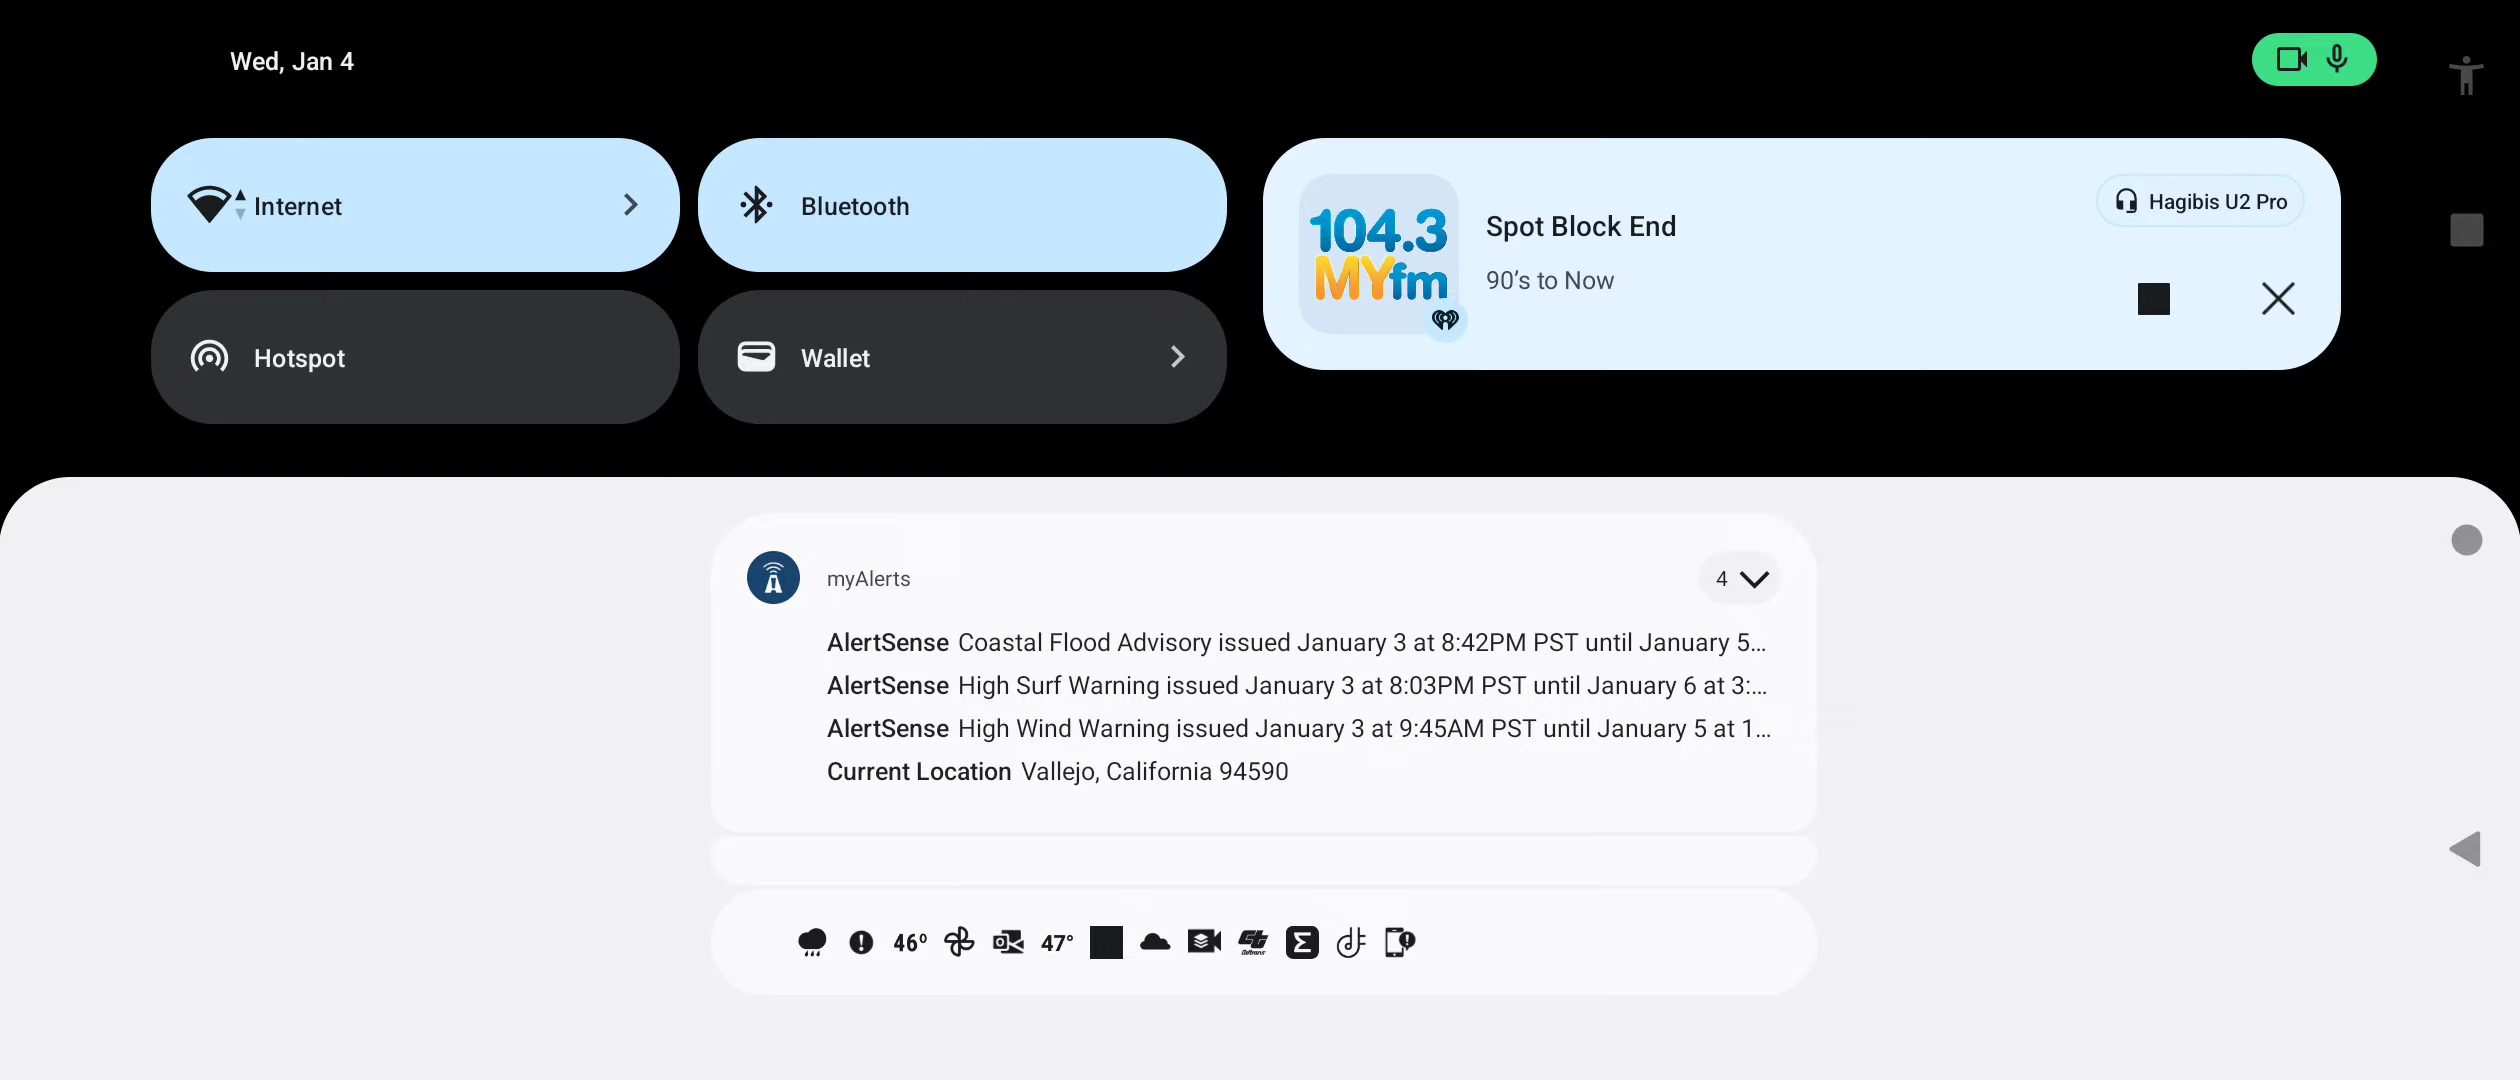 Wed, Jan 4
Internet
Bluetooth
Hotspot
Wallet
104.3
MYfm
Spot Block End
90’s to Now
Hagibis U2 Pro
myAlerts
4
AlertSense Coastal Flood Advisory issued January 3 at 8:42PM PST until January 5...
AlertSense High Surf Warning issued January 3 at 8:03PM PST until January 6 at 3:...
AlertSense High Wind Warning issued January 3 at 9:45AM PST until January 5 at 1...
Current Location Vallejo, California 94590
46° 47° ct Caltrans